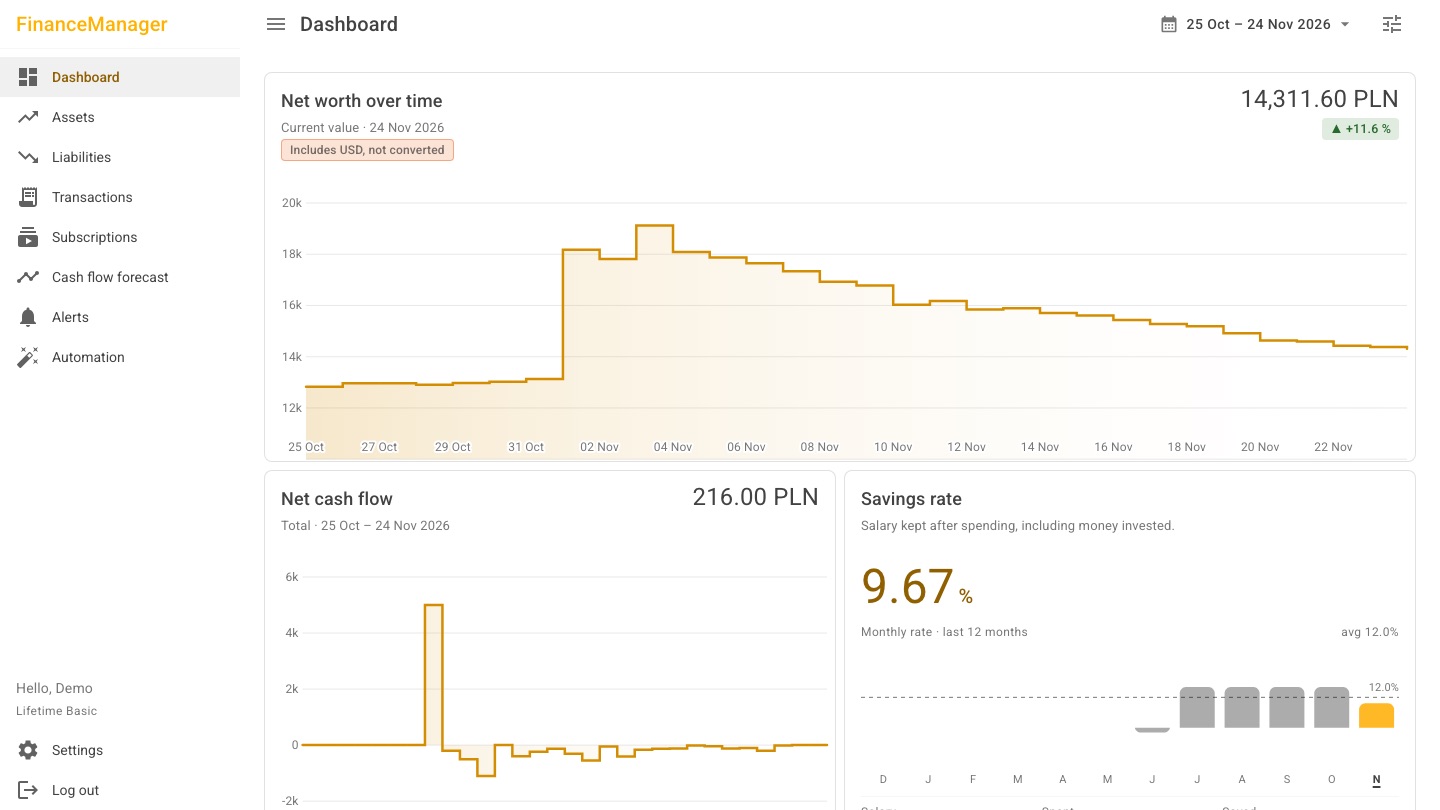 FinanceManager
Dashboard
25 Oct – 24 Nov 2026
Dashboard
Assets
Liabilities
Transactions
Subscriptions
Cash flow forecast
Alerts
Automation
Hello, Demo
Lifetime Basic
Settings
Log out
Net worth over time
14,311.60 PLN
Current value · 24 Nov 2026
▲ +11.6 %
Includes USD, not converted
20k
18k
16k
14k
12k
25 Oct 27 Oct 29 Oct 31 Oct 02 Nov 04 Nov 06 Nov 08 Nov 10 Nov 12 Nov 14 Nov 16 Nov 18 Nov 20 Nov 22 Nov
Net cash flow
216.00 PLN
Total · 25 Oct – 24 Nov 2026
6k
4k
2k
0
-2k
Savings rate
Salary kept after spending, including money invested.
9.67 %
Monthly rate · last 12 months
avg 12.0%
12.0%
D J F M A M J J A S O N